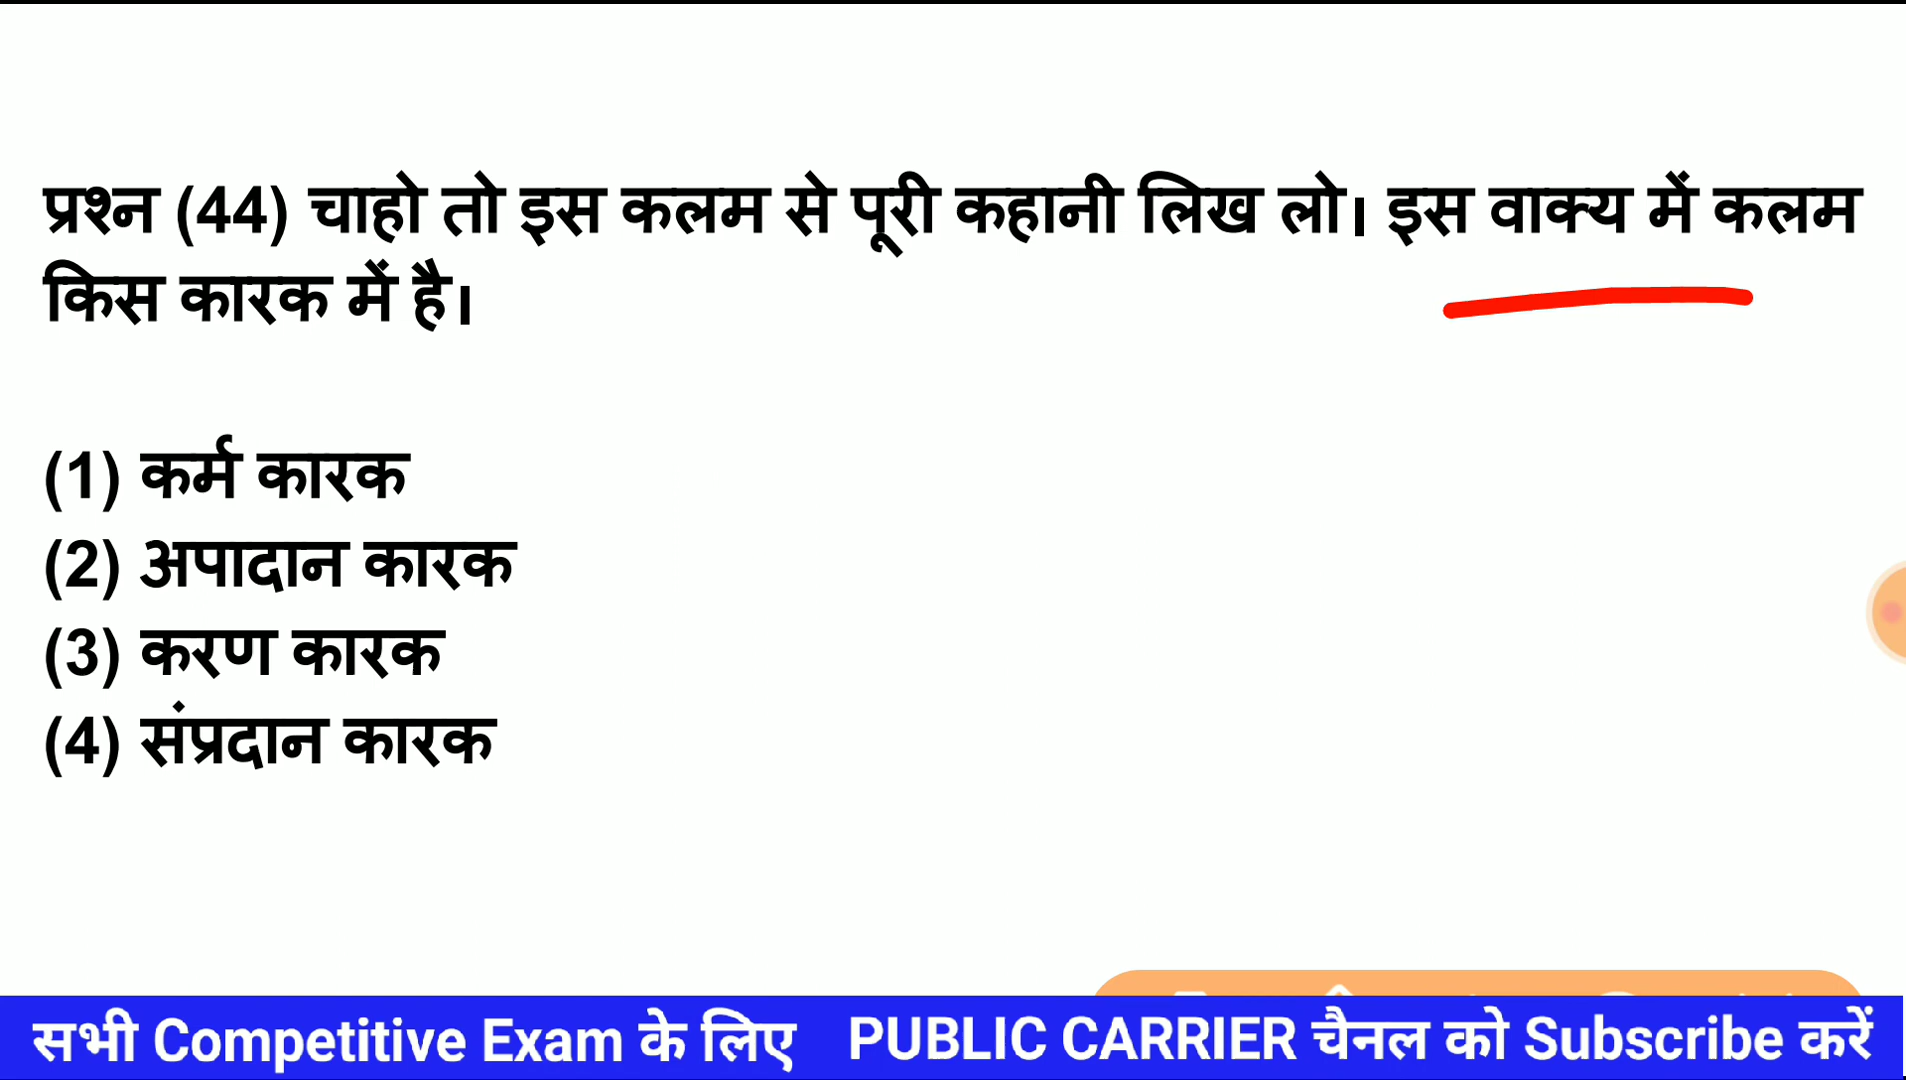 प्रश्न (44) चाहो तो इस कलम से पूरी कहानी लिख लो। इस वाक्य में कलम
किस कारक में है।
(1) कर्म कारक
(2) अपादान कारक
(3) करण कारक
(4) संप्रदान कारक
सभी Competitive Exam के लिए PUBLIC CARRIER चैनल को Subscribe करें